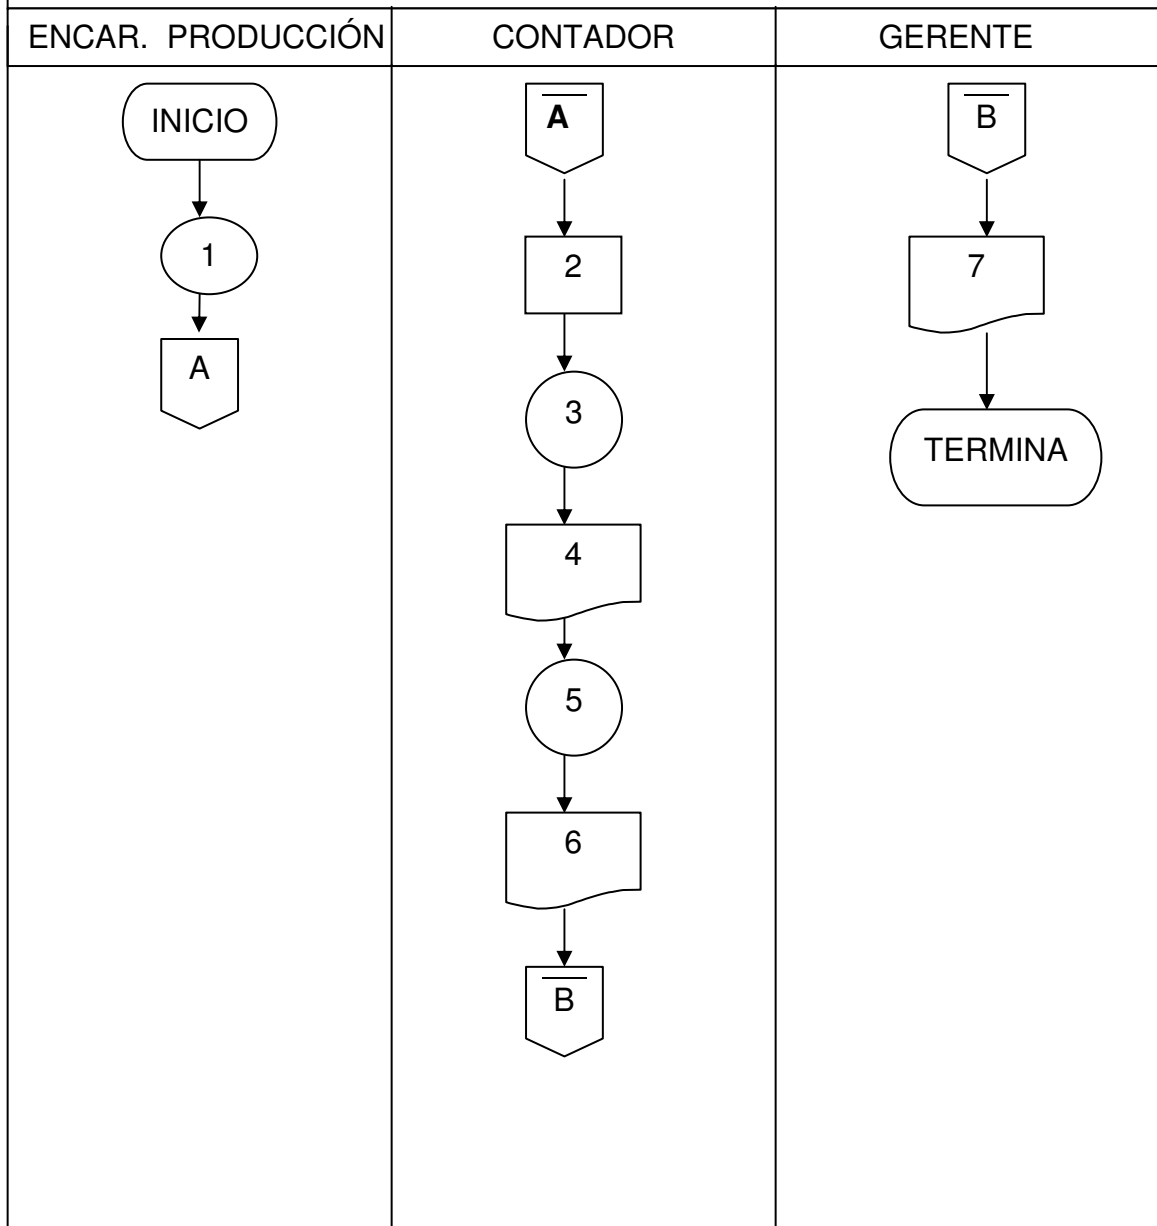 ENCAR. PRODUCCIÓN
CONTADOR
GERENTE
INICIO
1
A
A
2
3
4
5
6
B
B
7
TERMINA